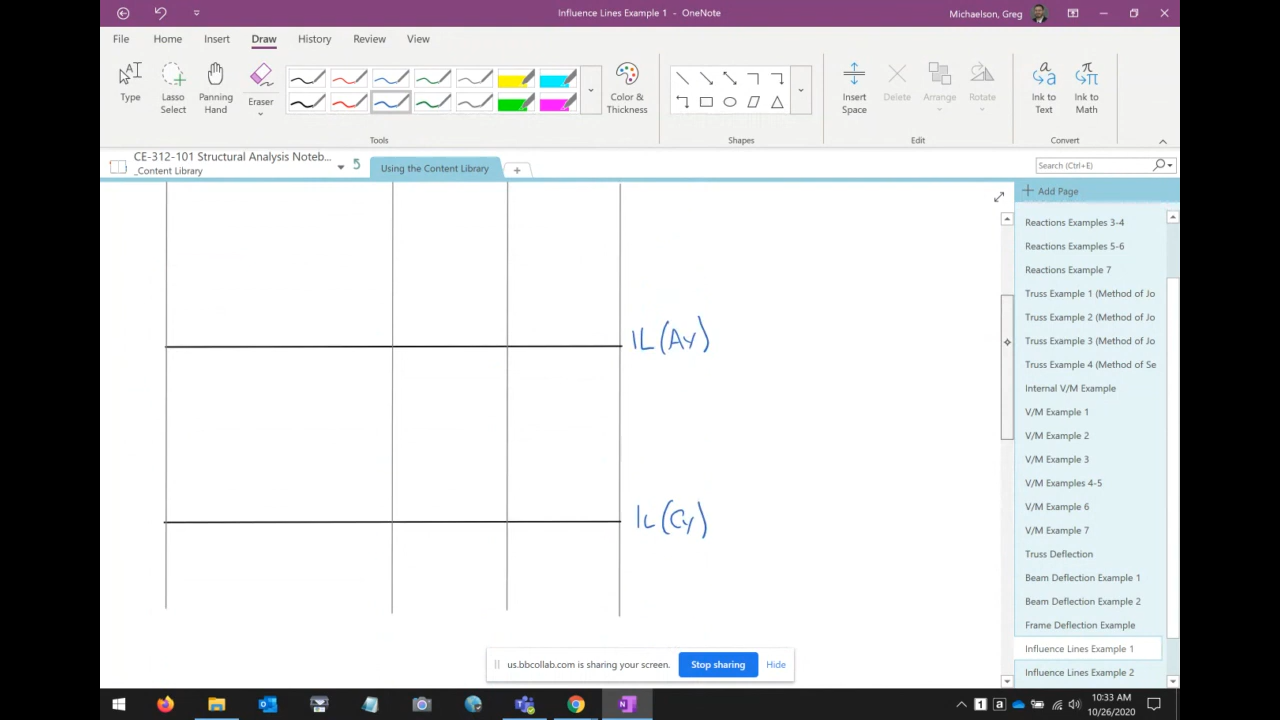 Influence Lines Example 1 - OneNote
Michaelson, Greg
File Home Insert Draw History Review View
Type
Lasso Select
Panning Hand
Eraser
Color & Thickness
Insert Space
Delete
Arrange
Rotate
Ink to Text
Ink to Math
Tools
Shapes
Edit
Convert
CE-312-101 Structural Analysis Noteb...
_Content Library
Using the Content Library
Search (Ctrl+E)
Add Page
Reactions Examples 3-4
Reactions Examples 5-6
Reactions Example 7
Truss Example 1 (Method of Jo
Truss Example 2 (Method of Jo
Truss Example 3 (Method of Jo
Truss Example 4 (Method of Se
Internal V/M Example
V/M Example 1
V/M Example 2
V/M Example 3
V/M Examples 4-5
V/M Example 6
V/M Example 7
Truss Deflection
Beam Deflection Example 1
Beam Deflection Example 2
Frame Deflection Example
Influence Lines Example 1
Influence Lines Example 2
IL(Ay)
IL(Cy)
us.bbcollab.com is sharing your screen.
Stop sharing
Hide
10:33 AM
10/26/2020